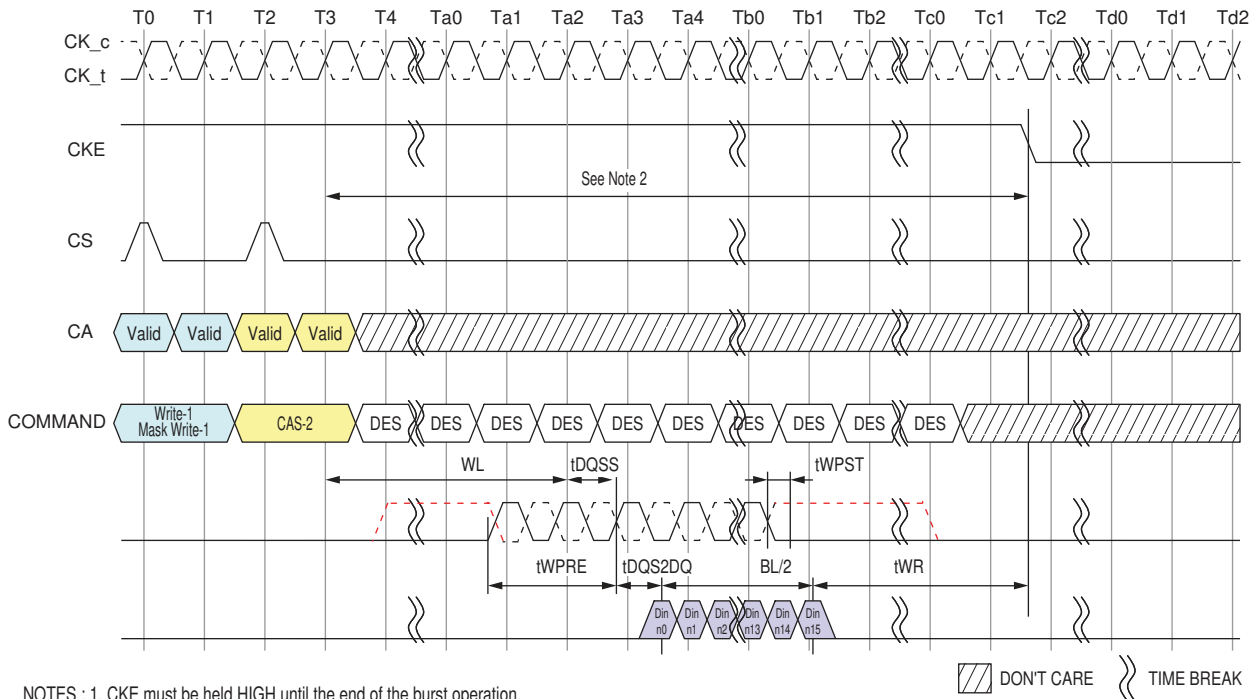 T0 T1 T2 T3 T4 Ta0 Ta1 Ta2 Ta3 Ta4 Tb0 Tb1 Tb2 Tc0 Tc1 Tc2 Td0 Td1 Td2
CK_c
CK_t
CKE
See Note 2
CS
CA Valid Valid Valid Valid
COMMAND Write-1 Mask Write-1 CAS-2 DES DES DES DES DES DES DES DES DES DES
WL tDQSS tWPST
tWPRE tDQS2DQ BL/2 tWR
Din n0 Din n1 Din n2 Din n13 Din n14 Din n15
DON'T CARE TIME BREAK
NOTES : 1. CKE must be held HIGH until the end of the burst operation.